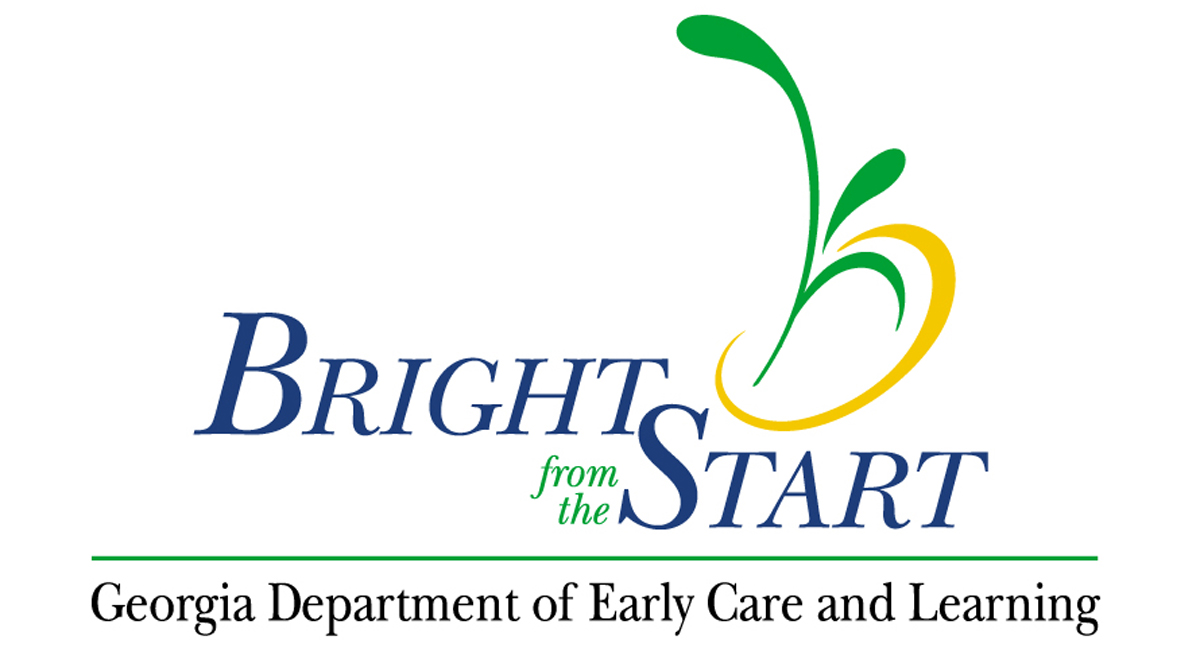 BRIGHT
from
the
START
Georgia Department of Early Care and Learning